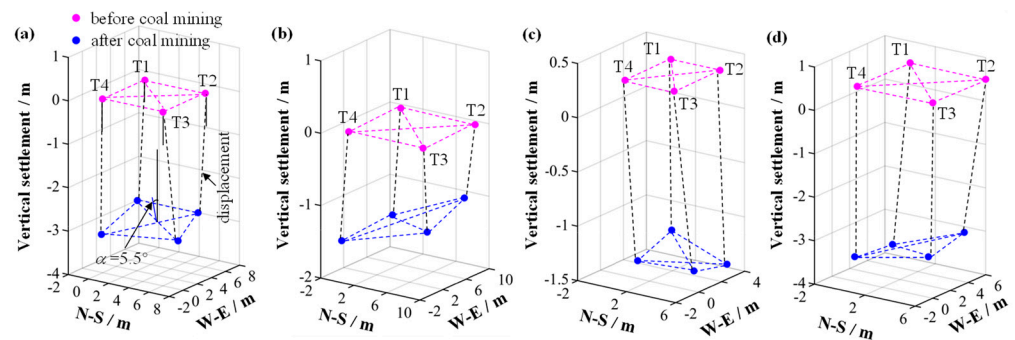 before coal mining
after coal mining
(a)
Vertical settlement / m
1
0
-1
-2
-3
-4
T1
T2
T3
T4
displacement
α=5.5°
-2
0
2
4
6
8
N-S / m
-2
0
2
4
6
8
W-E / m
(b)
Vertical settlement / m
1
0
-1
-2
T1
T2
T3
T4
-2
2
6
10
N-S / m
-2
2
6
10
W-E / m
(c)
Vertical settlement / m
0.5
0
-0.5
-1
-1.5
T1
T2
T3
T4
-2
2
6
N-S / m
-2
0
2
4
W-E / m
(d)
Vertical settlement / m
1
0
-1
-2
-3
-4
T1
T2
T3
T4
-2
2
6
N-S / m
-2
0
2
4
6
W-E / m